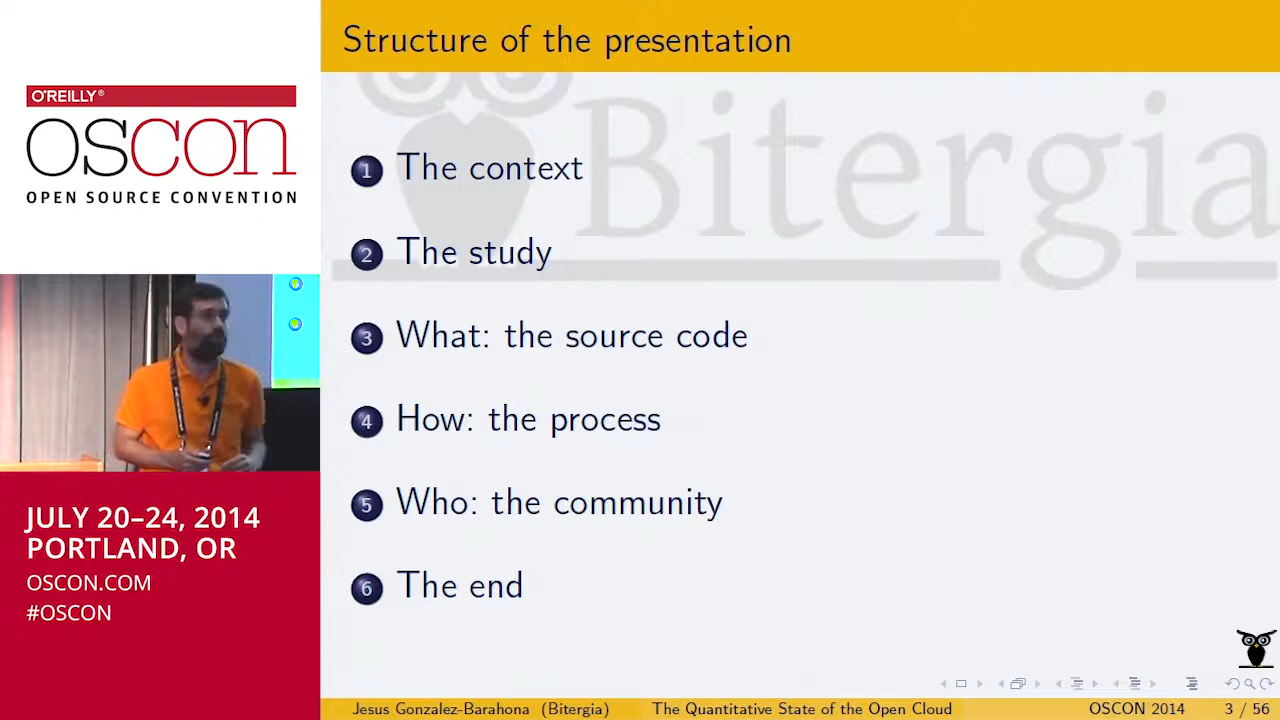 O'REILLY®
OSCON
OPEN SOURCE CONVENTION
JULY 20–24, 2014
PORTLAND, OR
OSCON.COM
#OSCON
Structure of the presentation
Bitergia
1 The context
2 The study
3 What: the source code
4 How: the process
5 Who: the community
6 The end
Jesus Gonzalez-Barahona (Bitergia) The Quantitative State of the Open Cloud OSCON 2014 3 / 56